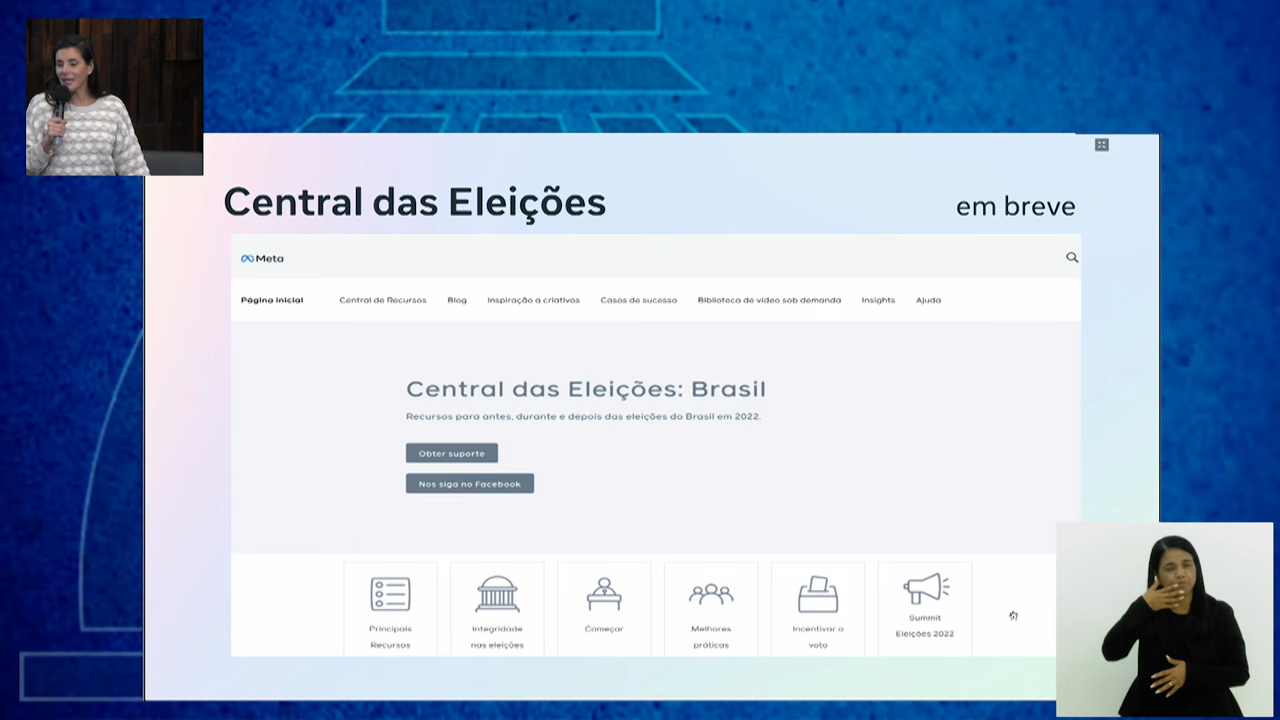 Central das Eleições
em breve
Meta
Página inicial Central de Recursos Blog Inspiração a criativos Casos de sucesso Biblioteca de vídeo sob demanda Insights Ajuda
Central das Eleições: Brasil
Recursos para antes, durante e depois das eleições do Brasil em 2022.
Obter suporte
Nos siga no Facebook
Principais
Recursos
Integridade
nas eleições
Começar
Melhores
práticas
Incentivar o
voto
Summit
Eleições 2022